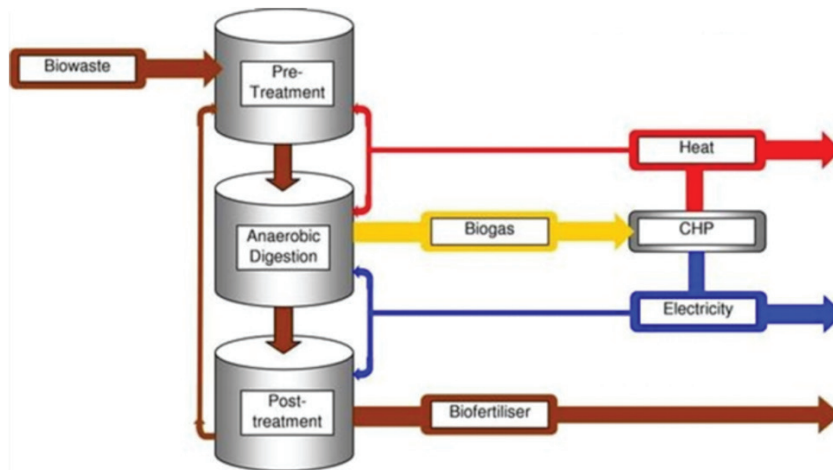 Biowaste
Pre-
Treatment
Heat
Anaerobic
Digestion
Biogas
CHP
Electricity
Post-
treatment
Biofertiliser